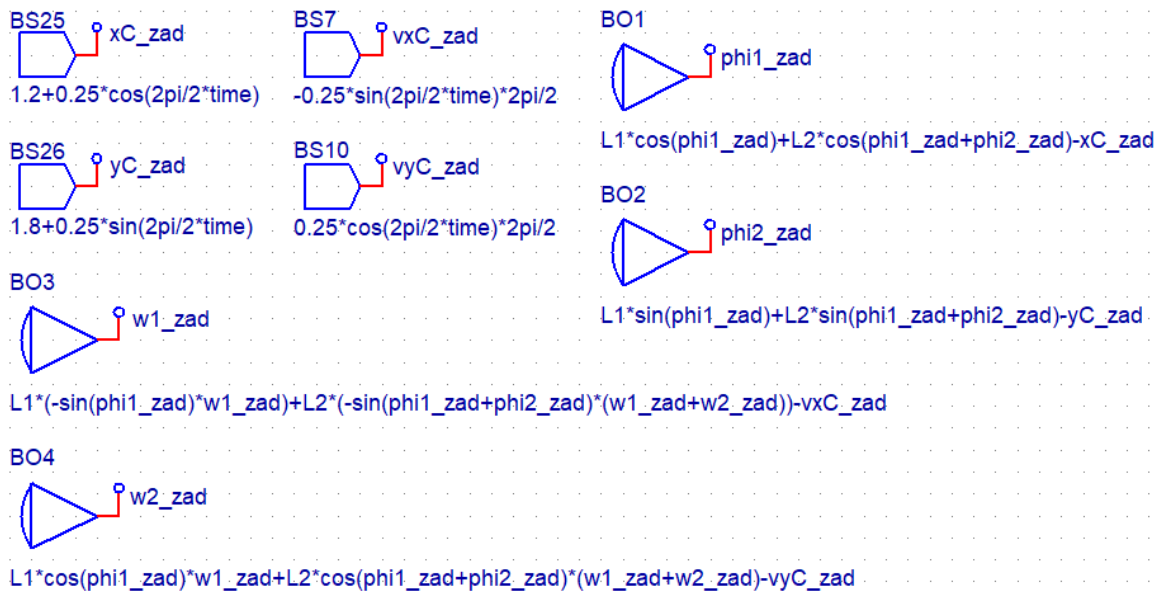 BS25
xC_zad
1.2+0.25*cos(2pi/2*time)
BS7
vxC_zad
-0.25*sin(2pi/2*time)*2pi/2
BO1
phi1_zad
L1*cos(phi1_zad)+L2*cos(phi1_zad+phi2_zad)-xC_zad
BS26
yC_zad
1.8+0.25*sin(2pi/2*time)
BS10
vyC_zad
0.25*cos(2pi/2*time)*2pi/2
BO2
phi2_zad
L1*sin(phi1_zad)+L2*sin(phi1_zad+phi2_zad)-yC_zad
BO3
w1_zad
L1*(-sin(phi1_zad)*w1_zad)+L2*(-sin(phi1_zad+phi2_zad)*(w1_zad+w2_zad))-vxC_zad
BO4
w2_zad
L1*cos(phi1_zad)*w1_zad+L2*cos(phi1_zad+phi2_zad)*(w1_zad+w2_zad)-vyC_zad